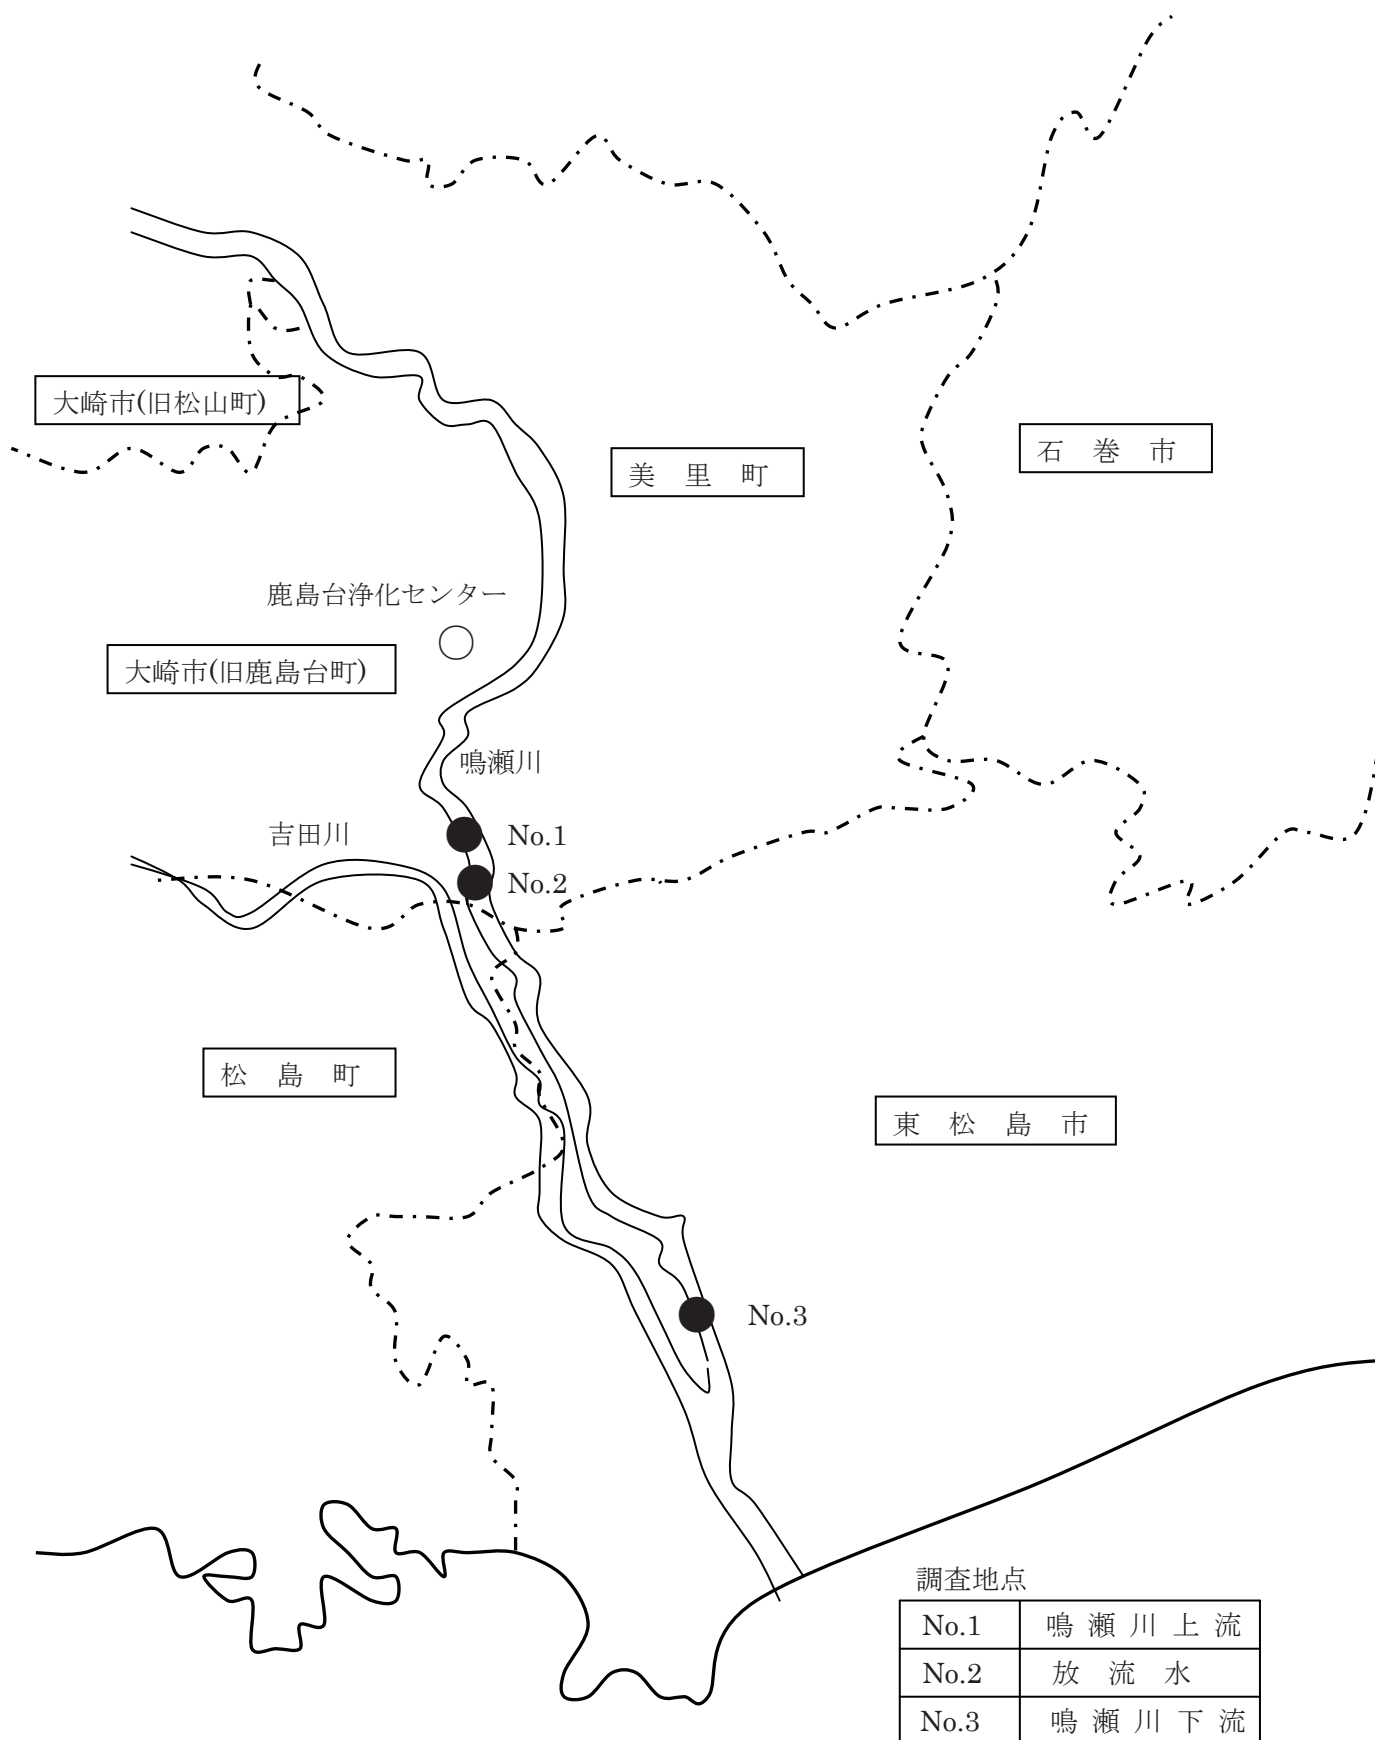 大崎市(旧松山町)
美 里 町
石 巻 市
鹿島台浄化センター
大崎市(旧鹿島台町)
鳴瀬川
吉田川
No.1
No.2
松 島 町
東 松 島 市
No.3
調査地点
No.1 鳴 瀬 川 上 流
No.2 放 流 水
No.3 鳴 瀬 川 下 流